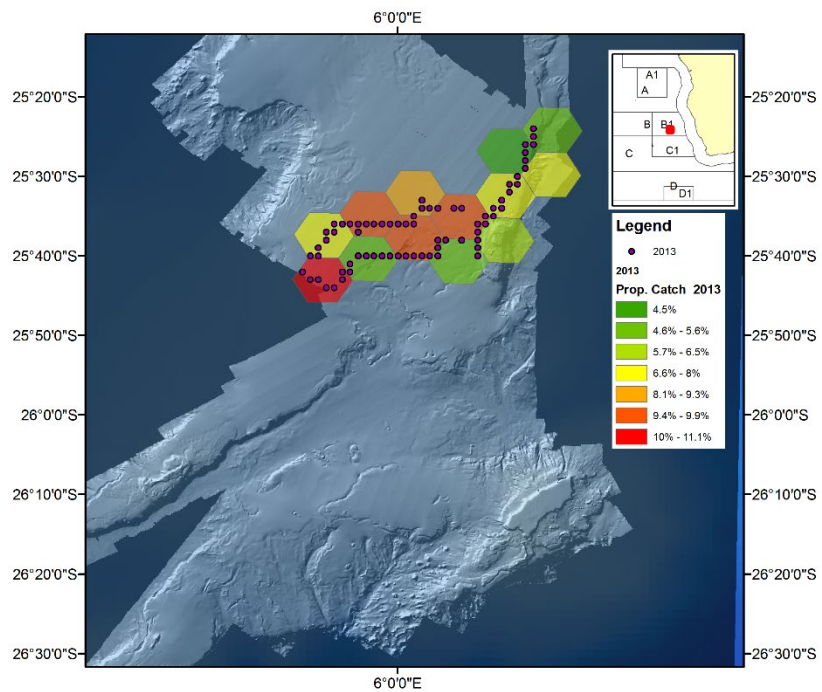 6°0'0"E
25°20'0"S
25°20'0"S
25°30'0"S
25°30'0"S
25°40'0"S
25°40'0"S
25°50'0"S
25°50'0"S
26°0'0"S
26°0'0"S
26°10'0"S
26°10'0"S
26°20'0"S
26°20'0"S
26°30'0"S
26°30'0"S
6°0'0"E
A1
A
B
B1
C
C1
D
D1
Legend
2013
2013
Prop. Catch 2013
4.5%
4.6% - 5.6%
5.7% - 6.5%
6.6% - 8%
8.1% - 9.3%
9.4% - 9.9%
10% - 11.1%